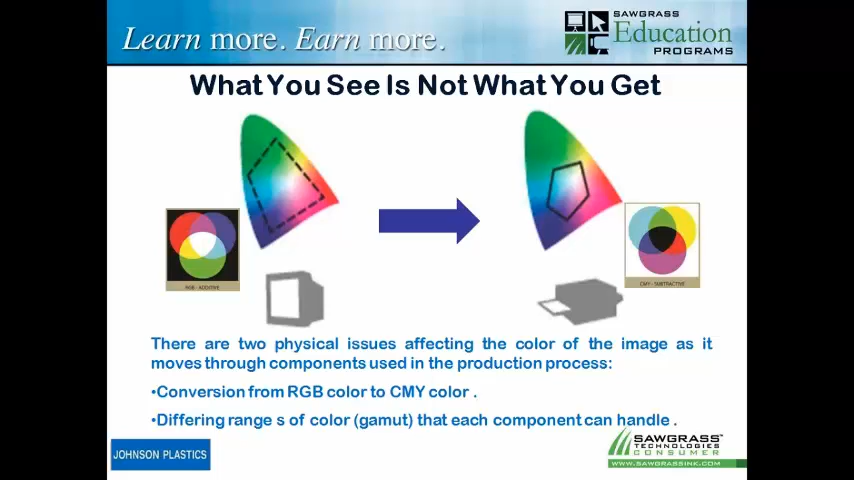 Learn more. Earn more.
SAWGRASS
Education
PROGRAMS
What You See Is Not What You Get
RGB - ADDITIVE
CMY - SUBTRACTIVE
There are two physical issues affecting the color of the image as it
moves through components used in the production process:
•Conversion from RGB color to CMY color .
•Differing range s of color (gamut) that each component can handle .
JOHNSON PLASTICS
SAWGRASS
TECHNOLOGIES
CONSUMER
WWW.SAWGRASSINK.COM